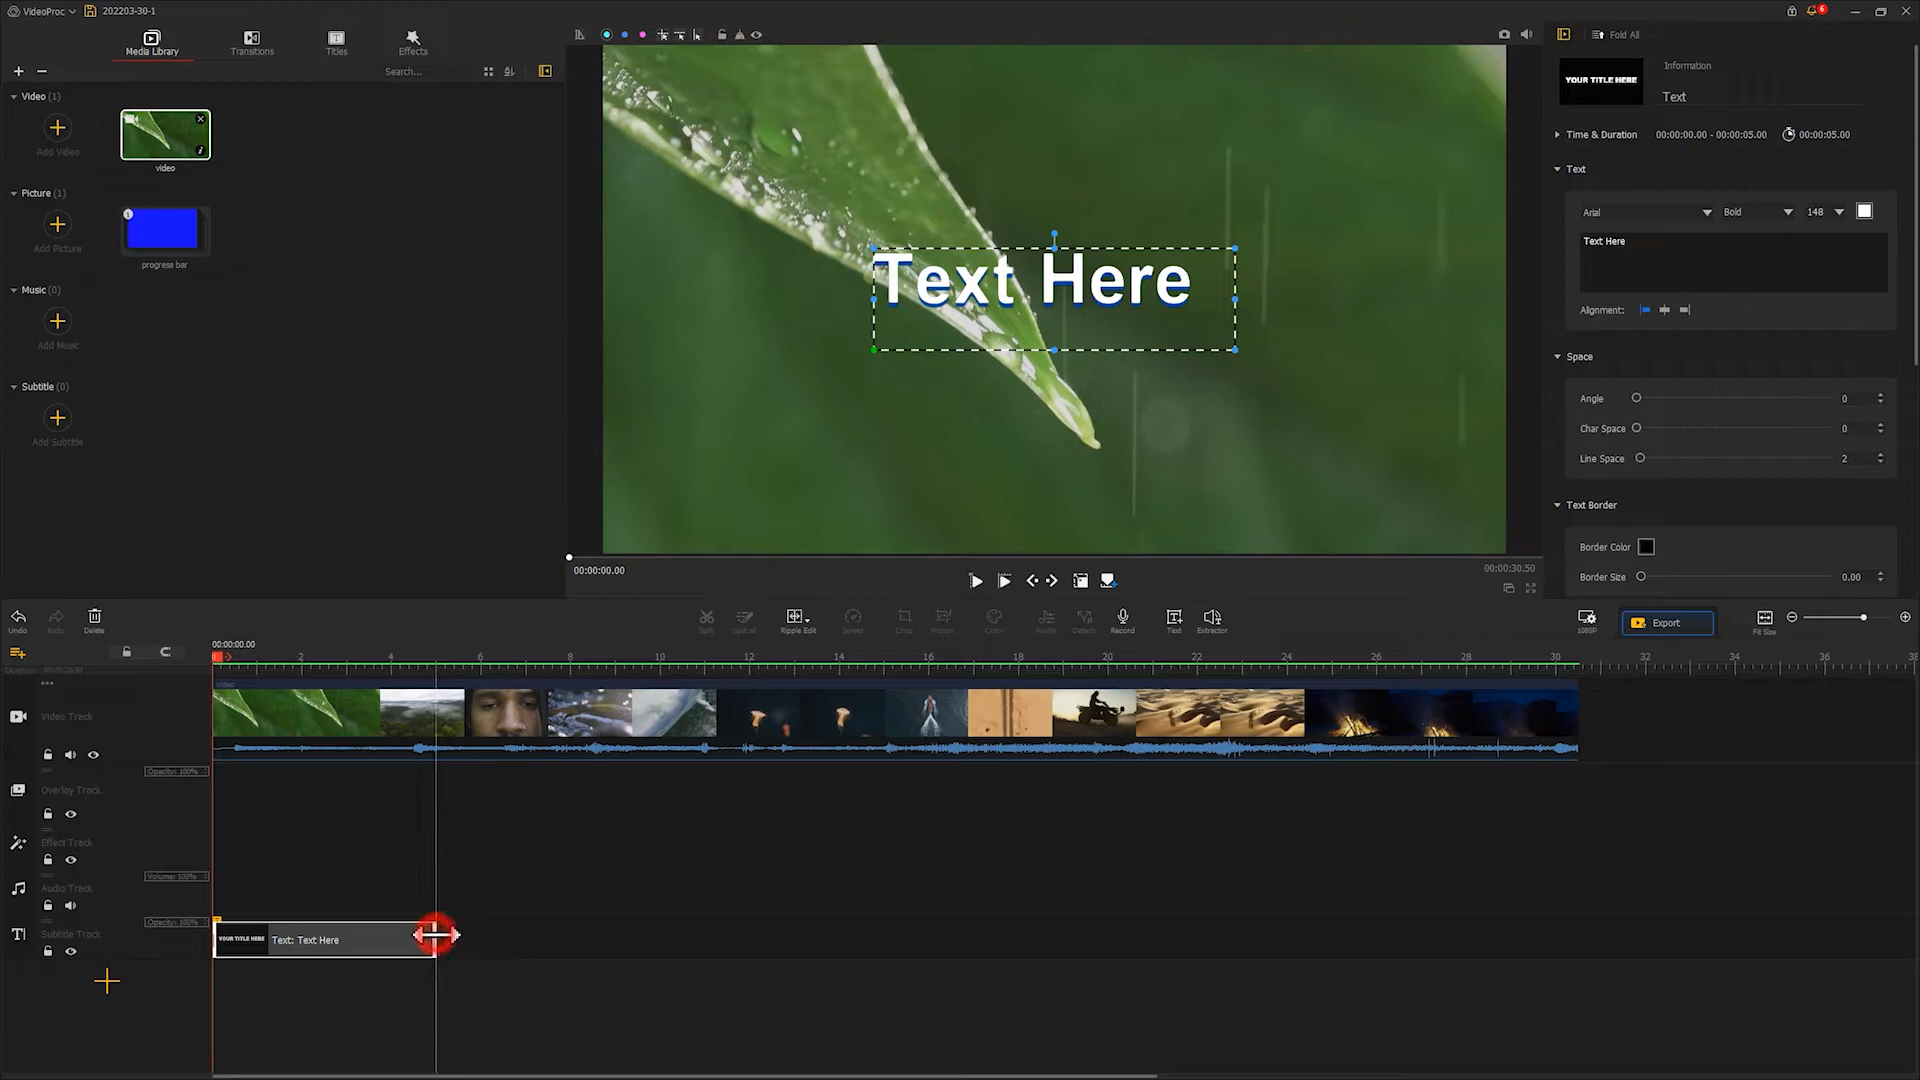 VideoProc
202203-30-1
6
Media Library
Transitions
Titles
Effects
Search...
Video (1)
Add Video
video
Picture (1)
Add Picture
progress bar
Music (0)
Add Music
Subtitle (0)
Add Subtitle
Text Here
00:00:00.00
00:00:30.50
Fold All
YOUR TITLE HERE
Information
Text
Time & Duration
00:00:00.00 - 00:00:05.00
00:00:05.00
Text
Arial
Bold
148
Text Here
Alignment:
Space
Angle
0
Char Space
0
Line Space
2
Text Border
Border Color
Border Size
0.00
Undo
Redo
Delete
Split
Split all
Ripple Edit
Speed
Crop
Motion
Color
Audio
Detach
Record
Text
Extractor
1080P
Export
Fit Size
00:00:00.00
2 4 6 8 10 12 14 16 18 20 22 24 26 28 30 32 34 36 38
video
Video Track
Opacity: 100%
Overlay Track
Effect Track
Volume: 100%
Audio Track
Opacity: 100%
Subtitle Track
YOUR TITLE HERE
Text: Text Here